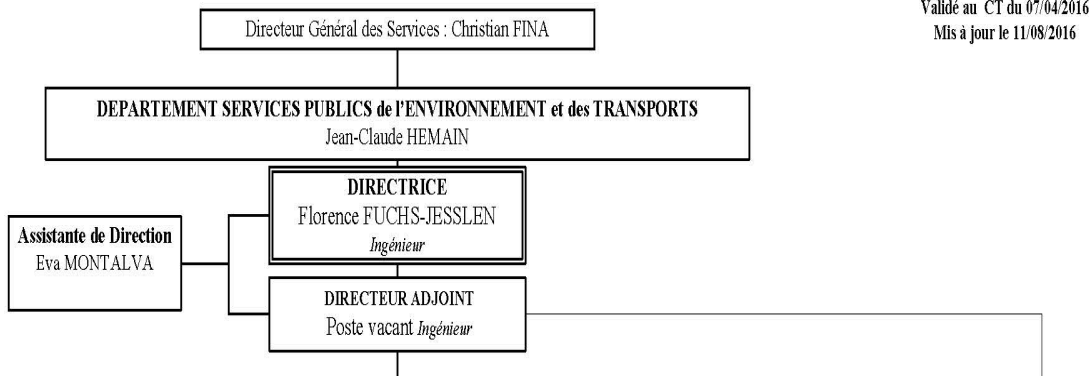 Validé au CT du 07/04/2016
Mis à jour le 11/08/2016
Directeur Général des Services : Christian FINA
DEPARTEMENT SERVICES PUBLICS de l'ENVIRONNEMENT et des TRANSPORTS
Jean-Claude HEMAIN
DIRECTRICE
Florence FUCHS-JESSLEN
Ingénieur
Assistante de Direction
Eva MONTALVA
DIRECTEUR ADJOINT
Poste vacant Ingénieur